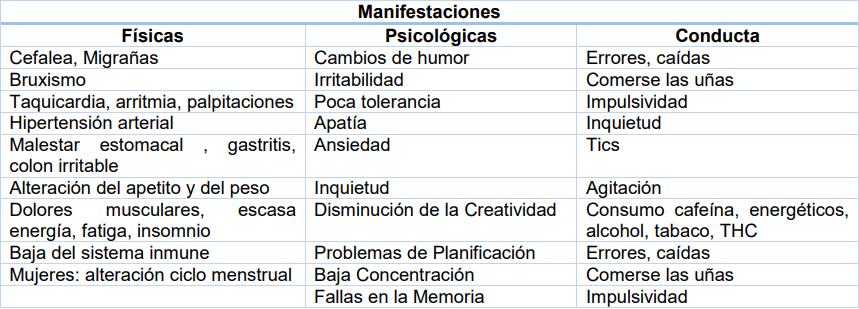 Manifestaciones
Físicas Psicológicas Conducta
Cefalea, Migrañas Cambios de humor Errores, caídas
Bruxismo Irritabilidad Comerse las uñas
Taquicardia, arritmia, palpitaciones Poca tolerancia Impulsividad
Hipertensión arterial Apatía Inquietud
Malestar estomacal , gastritis, Ansiedad Tics
colon irritable
Alteración del apetito y del peso Inquietud Agitación
Dolores musculares, escasa Disminución de la Creatividad Consumo cafeína, energéticos,
energía, fatiga, insomnio alcohol, tabaco, THC
Baja del sistema inmune Problemas de Planificación Errores, caídas
Mujeres: alteración ciclo menstrual Baja Concentración Comerse las uñas
Fallas en la Memoria Impulsividad